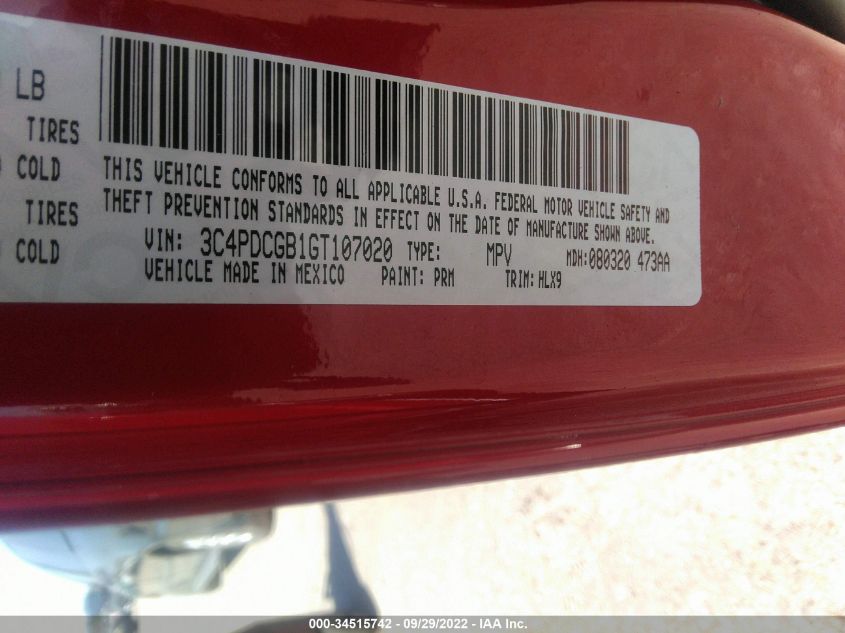 LB
TIRES
COLD
TIRES
COLD
THIS VEHICLE CONFORMS TO ALL APPLICABLE U.S.A. FEDERAL MOTOR VEHICLE SAFETY AND
THEFT PREVENTION STANDARDS IN EFFECT ON THE DATE OF MANUFACTURE SHOWN ABOVE.
VIN: 3C4PDCGB1GT107020 TYPE: MPV MDH:080320 473AA
VEHICLE MADE IN MEXICO PAINT: PRM TRIM: HLX9
000-34515742 - 09/29/2022 - IAA Inc.